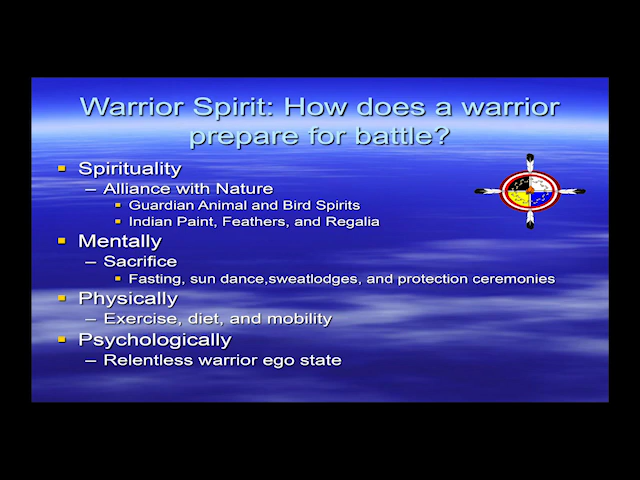 Warrior Spirit: How does a warrior
prepare for battle?
Spirituality
– Alliance with Nature
Guardian Animal and Bird Spirits
Indian Paint, Feathers, and Regalia
Mentally
– Sacrifice
Fasting, sun dance,sweatlodges, and protection ceremonies
Physically
– Exercise, diet, and mobility
Psychologically
– Relentless warrior ego state